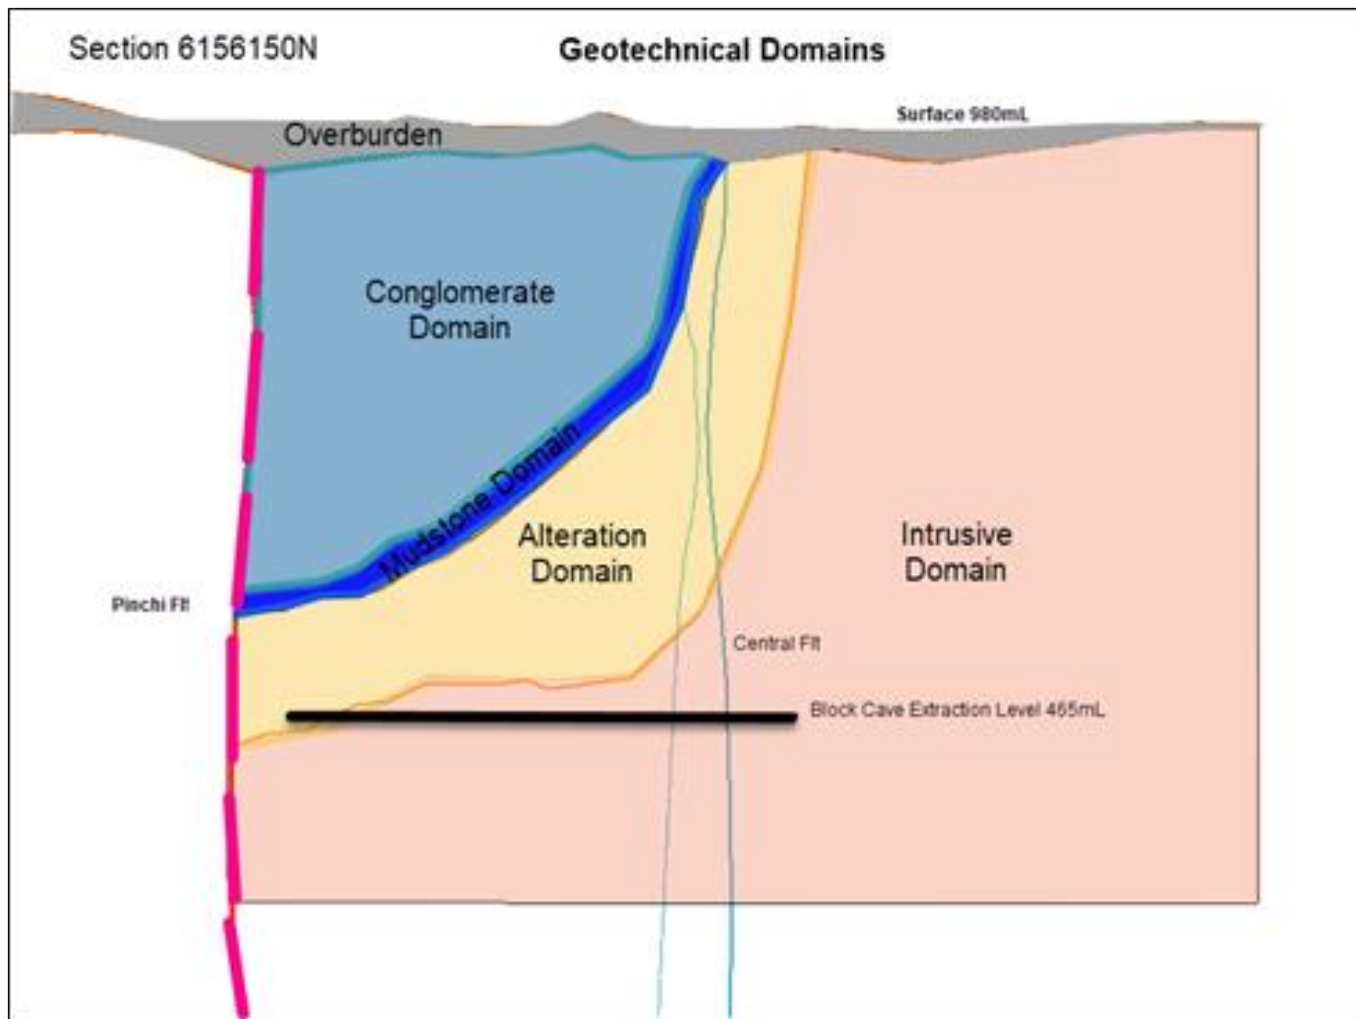 Section 6156150N
Geotechnical Domains
Surface 980mL
Overburden
Conglomerate
Domain
Mudstone Domain
Alteration
Domain
Intrusive
Domain
Pinchi Flt
Central Flt
Block Cave Extraction Level 465mL